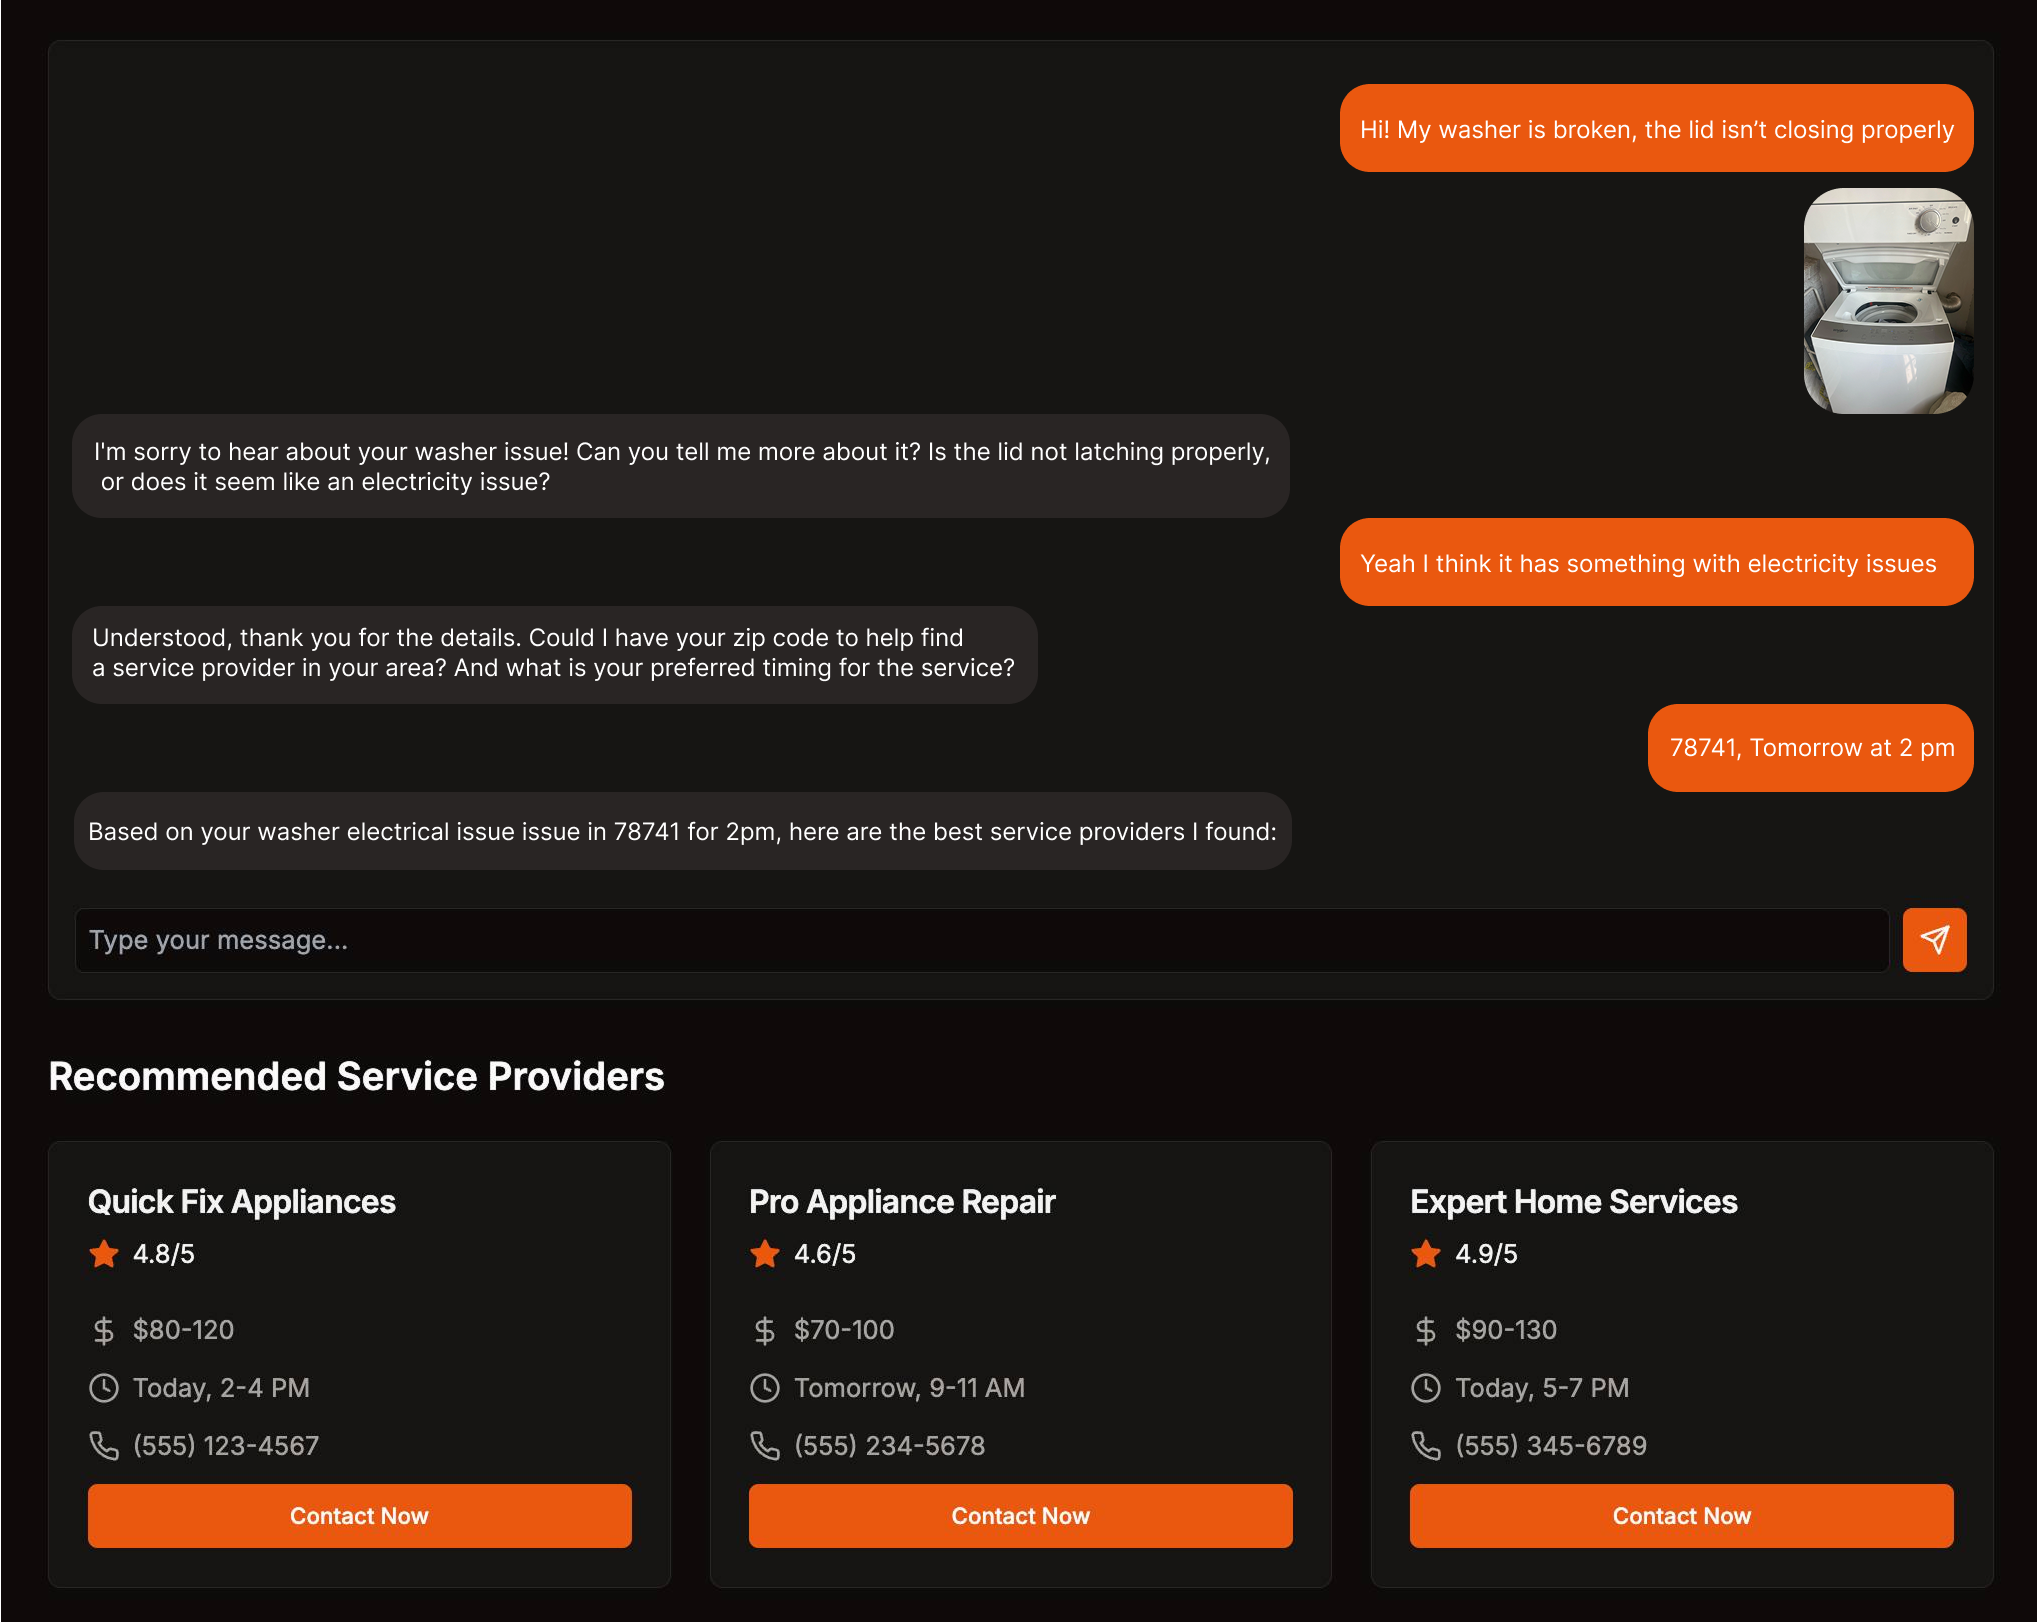 Hi! My washer is broken, the lid isn’t closing properly
I'm sorry to hear about your washer issue! Can you tell me more about it? Is the lid not latching properly,
or does it seem like an electricity issue?
Yeah I think it has something with electricity issues
Understood, thank you for the details. Could I have your zip code to help find
a service provider in your area? And what is your preferred timing for the service?
78741, Tomorrow at 2 pm
Based on your washer electrical issue issue in 78741 for 2pm, here are the best service providers I found:
Type your message...
Recommended Service Providers
Quick Fix Appliances
4.8/5
$80-120
Today, 2-4 PM
(555) 123-4567
Contact Now
Pro Appliance Repair
4.6/5
$70-100
Tomorrow, 9-11 AM
(555) 234-5678
Contact Now
Expert Home Services
4.9/5
$90-130
Today, 5-7 PM
(555) 345-6789
Contact Now